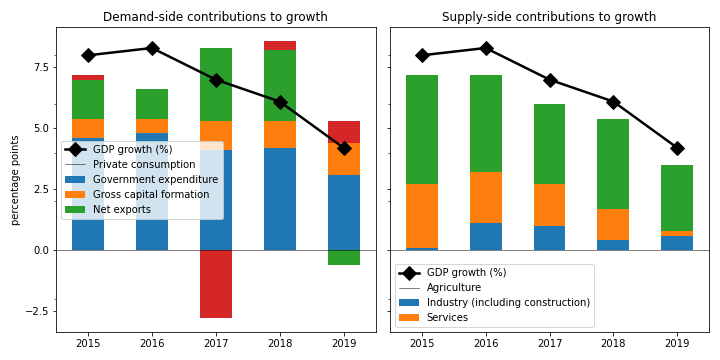 Demand-side contributions to growth
Supply-side contributions to growth
percentage points
7.5
5.0
2.5
0.0
−2.5
GDP growth (%)
Private consumption
Government expenditure
Gross capital formation
Net exports
2015 2016 2017 2018 2019
GDP growth (%)
Agriculture
Industry (including construction)
Services
2015 2016 2017 2018 2019